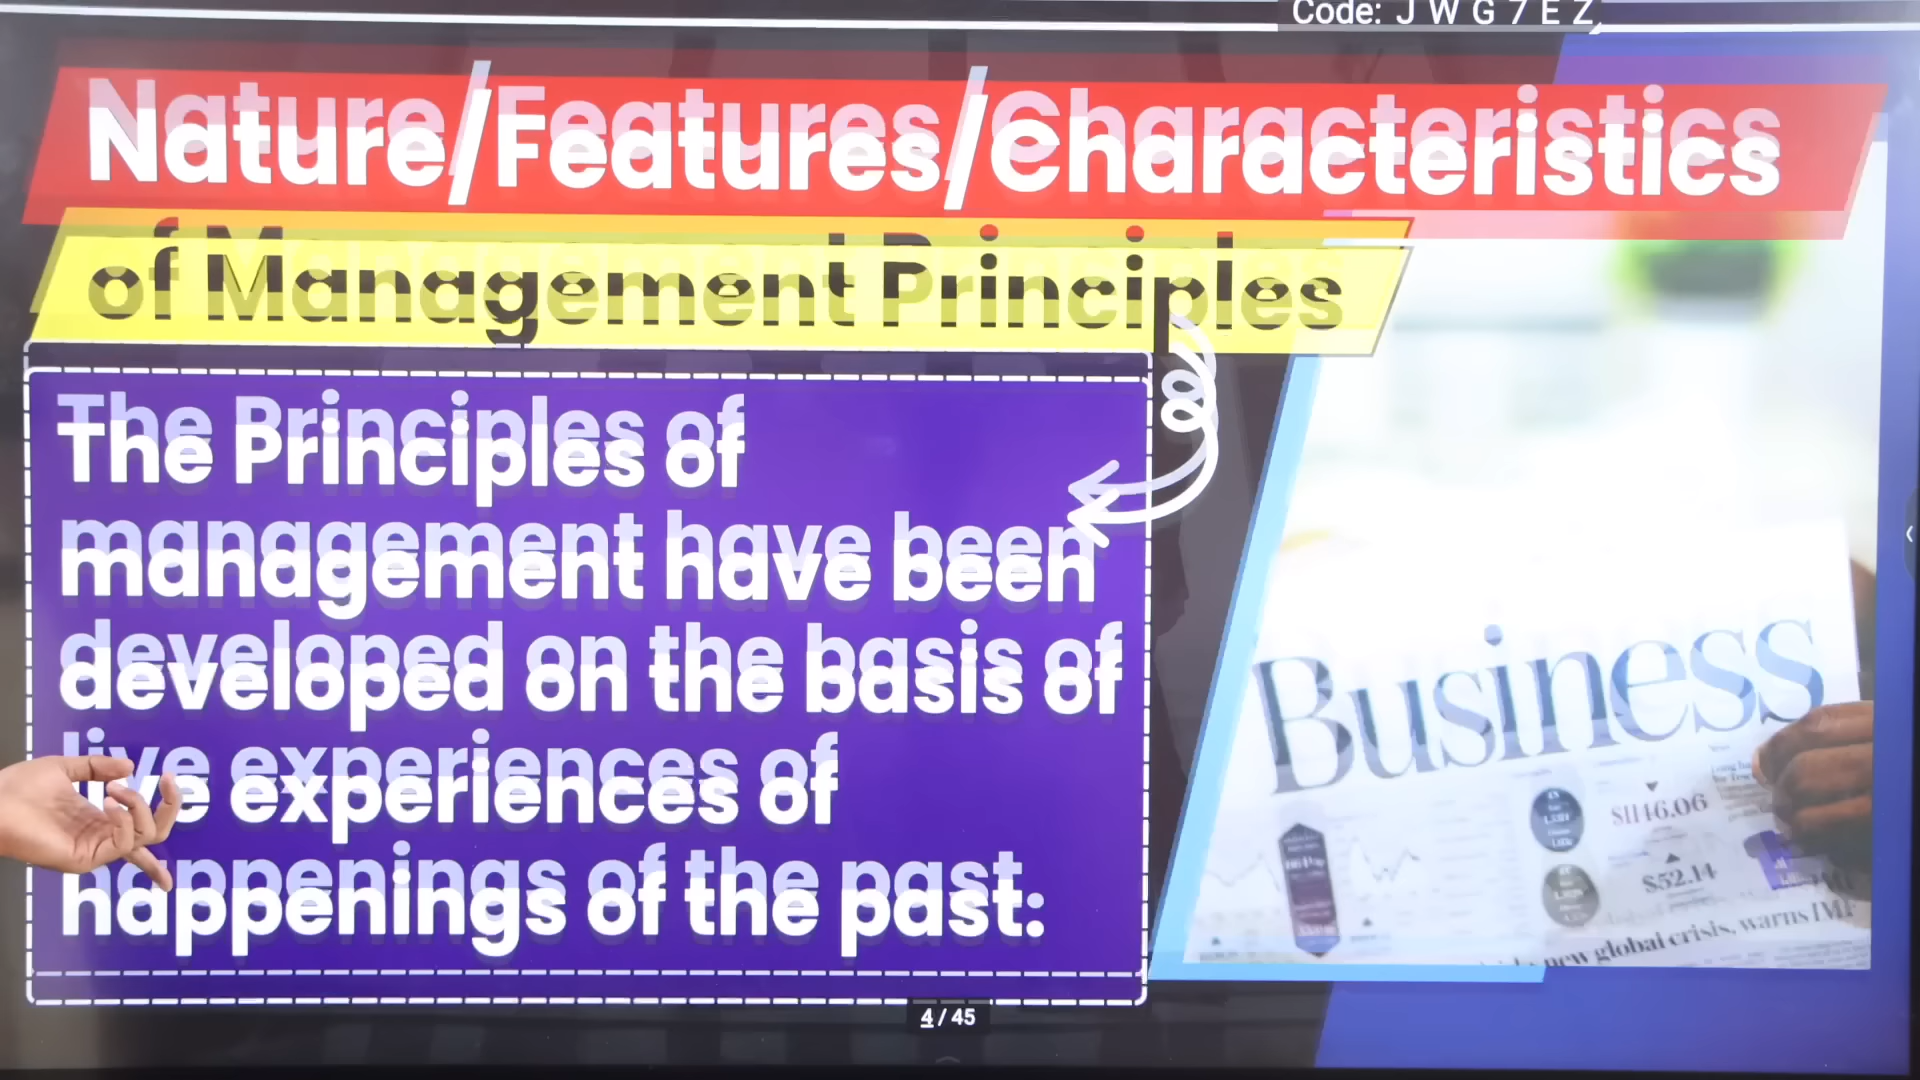 Code: J W G 7 E Z
Nature/Features/Characteristics
of Management Principles
The Principles of
management have been
developed on the basis of
live experiences of
happenings of the past.
Business
$52.14
new global crisis, warns IMF
4 / 45